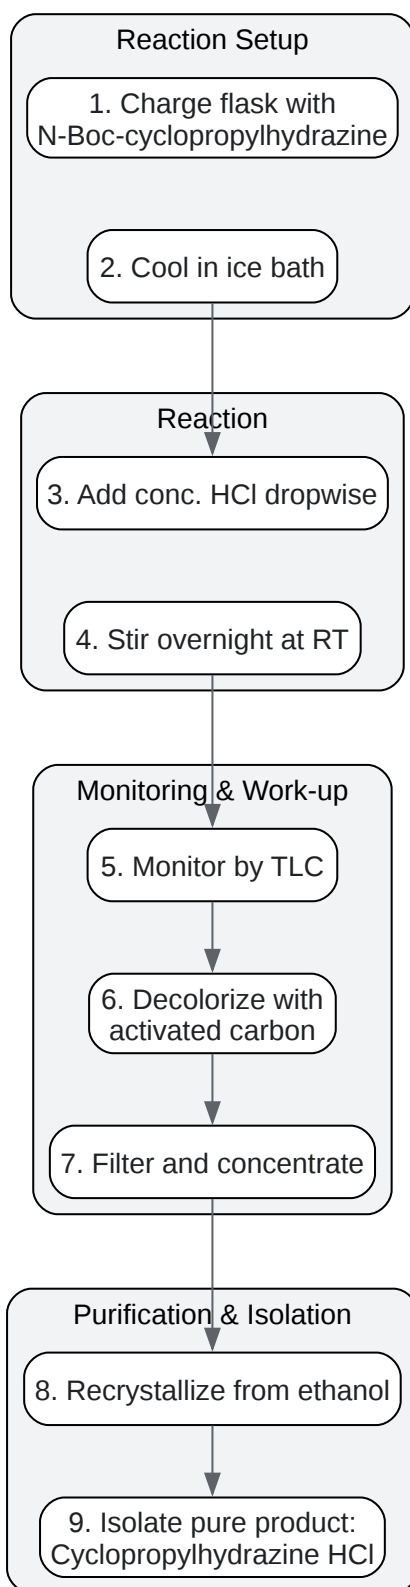 Reaction Setup
1. Charge flask with
N-Boc-cyclopropylhydrazine
2. Cool in ice bath
Reaction
3. Add conc. HCl dropwise
4. Stir overnight at RT
Monitoring & Work-up
5. Monitor by TLC
6. Decolorize with
activated carbon
7. Filter and concentrate
Purification & Isolation
8. Recrystallize from ethanol
9. Isolate pure product:
Cyclopropylhydrazine HCl